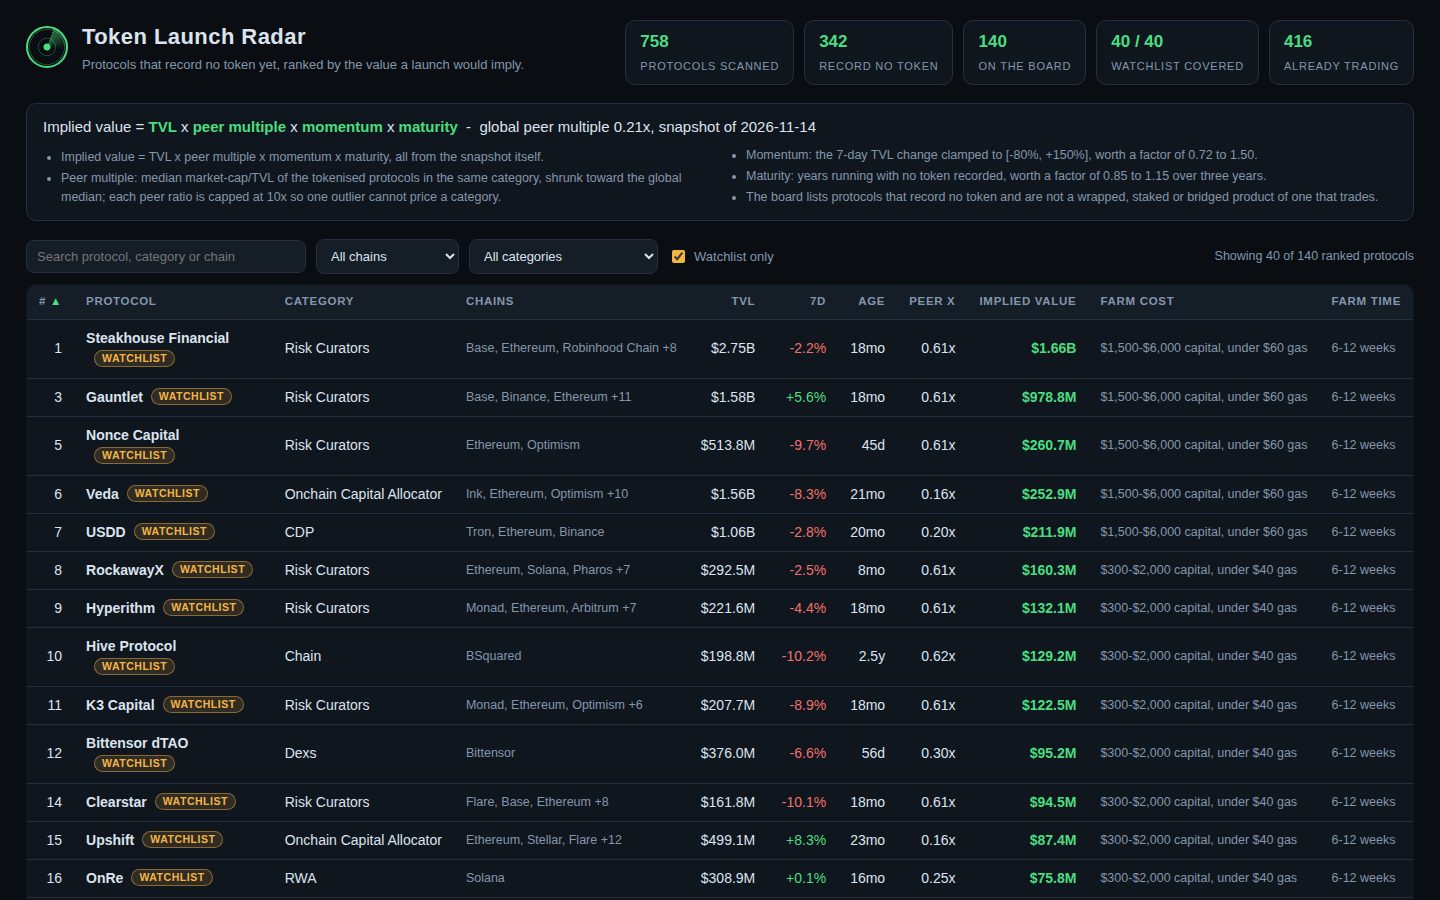 Token Launch Radar
Protocols that record no token yet, ranked by the value a launch would imply.
758
PROTOCOLS SCANNED
342
RECORD NO TOKEN
140
ON THE BOARD
40 / 40
WATCHLIST COVERED
416
ALREADY TRADING
Implied value = TVL x peer multiple x momentum x maturity - global peer multiple 0.21x, snapshot of 2026-11-14
Implied value = TVL x peer multiple x momentum x maturity, all from the snapshot itself.
Peer multiple: median market-cap/TVL of the tokenised protocols in the same category, shrunk toward the global
median; each peer ratio is capped at 10x so one outlier cannot price a category.
Momentum: the 7-day TVL change clamped to [-80%, +150%], worth a factor of 0.72 to 1.50.
Maturity: years running with no token recorded, worth a factor of 0.85 to 1.15 over three years.
The board lists protocols that record no token and are not a wrapped, staked or bridged product of one that trades.
Search protocol, category or chain
All chains
All categories
Watchlist only
Showing 40 of 140 ranked protocols
# ▲ PROTOCOL CATEGORY CHAINS TVL 7D AGE PEER X IMPLIED VALUE FARM COST FARM TIME
1 Steakhouse Financial WATCHLIST Risk Curators Base, Ethereum, Robinhood Chain +8 $2.75B -2.2% 18mo 0.61x $1.66B $1,500-$6,000 capital, under $60 gas 6-12 weeks
3 Gauntlet WATCHLIST Risk Curators Base, Binance, Ethereum +11 $1.58B +5.6% 18mo 0.61x $978.8M $1,500-$6,000 capital, under $60 gas 6-12 weeks
5 Nonce Capital WATCHLIST Risk Curators Ethereum, Optimism $513.8M -9.7% 45d 0.61x $260.7M $1,500-$6,000 capital, under $60 gas 6-12 weeks
6 Veda WATCHLIST Onchain Capital Allocator Ink, Ethereum, Optimism +10 $1.56B -8.3% 21mo 0.16x $252.9M $1,500-$6,000 capital, under $60 gas 6-12 weeks
7 USDD WATCHLIST CDP Tron, Ethereum, Binance $1.06B -2.8% 20mo 0.20x $211.9M $1,500-$6,000 capital, under $60 gas 6-12 weeks
8 RockawayX WATCHLIST Risk Curators Ethereum, Solana, Pharos +7 $292.5M -2.5% 8mo 0.61x $160.3M $300-$2,000 capital, under $40 gas 6-12 weeks
9 Hyperithm WATCHLIST Risk Curators Monad, Ethereum, Arbitrum +7 $221.6M -4.4% 18mo 0.61x $132.1M $300-$2,000 capital, under $40 gas 6-12 weeks
10 Hive Protocol WATCHLIST Chain BSquared $198.8M -10.2% 2.5y 0.62x $129.2M $300-$2,000 capital, under $40 gas 6-12 weeks
11 K3 Capital WATCHLIST Risk Curators Monad, Ethereum, Optimism +6 $207.7M -8.9% 18mo 0.61x $122.5M $300-$2,000 capital, under $40 gas 6-12 weeks
12 Bittensor dTAO WATCHLIST Dexs Bittensor $376.0M -6.6% 56d 0.30x $95.2M $300-$2,000 capital, under $40 gas 6-12 weeks
14 Clearstar WATCHLIST Risk Curators Flare, Base, Ethereum +8 $161.8M -10.1% 18mo 0.61x $94.5M $300-$2,000 capital, under $40 gas 6-12 weeks
15 Upshift WATCHLIST Onchain Capital Allocator Ethereum, Stellar, Flare +12 $499.1M +8.3% 23mo 0.16x $87.4M $300-$2,000 capital, under $40 gas 6-12 weeks
16 OnRe WATCHLIST RWA Solana $308.9M +0.1% 16mo 0.25x $75.8M $300-$2,000 capital, under $40 gas 6-12 weeks